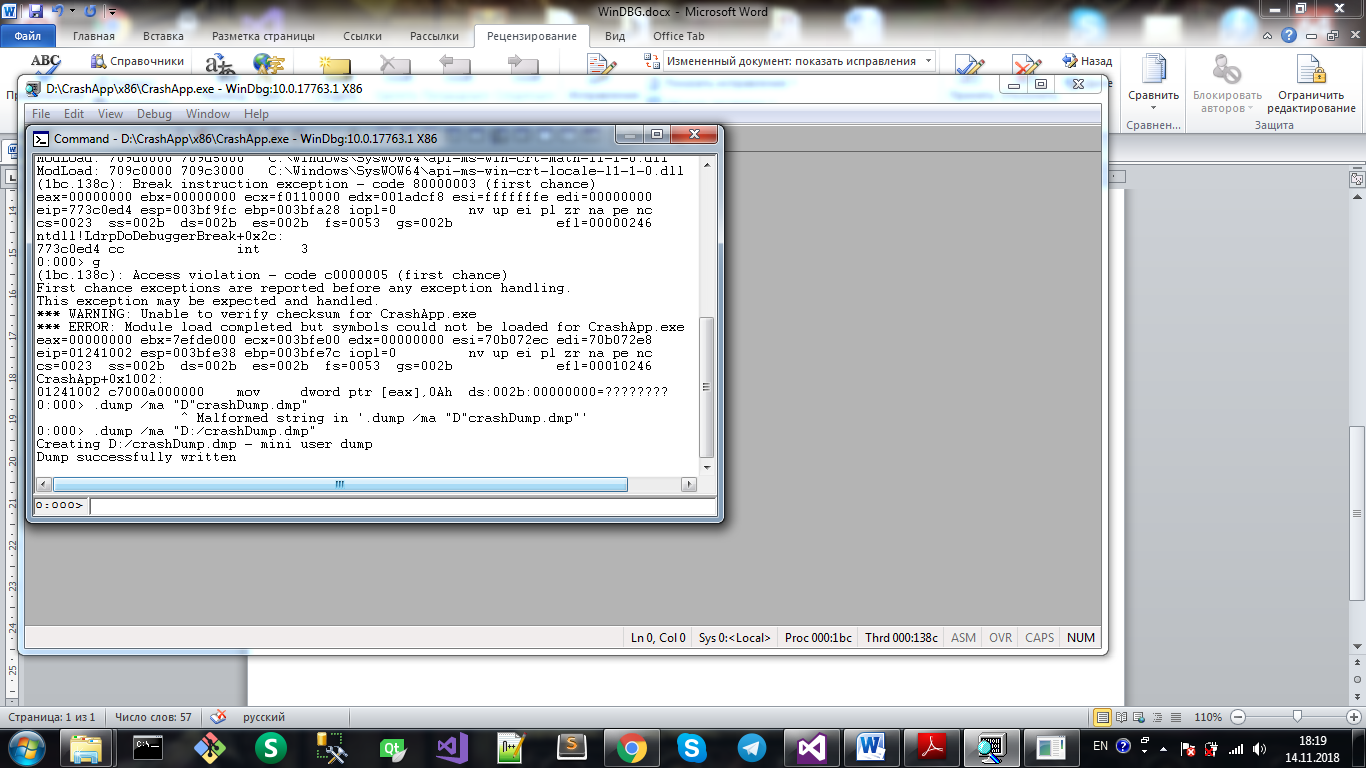 WinDBG.docx - Microsoft Word
Файл Главная Вставка Разметка страницы Ссылки Рассылки Рецензирование Вид Office Tab
ABC Справочники Измененный документ: показать исправления Назад
Сравнить Блокировать авторов Ограничить редактирование
Сравнен... Защита
D:\CrashApp\x86\CrashApp.exe - WinDbg:10.0.17763.1 X86
File Edit View Debug Window Help
Command - D:\CrashApp\x86\CrashApp.exe - WinDbg:10.0.17763.1 X86
ModLoad: 709d0000 709d5000 C:\Windows\SysWOW64\api-ms-win-crt-math-l1-1-0.dll
ModLoad: 709c0000 709c3000 C:\Windows\SysWOW64\api-ms-win-crt-locale-l1-1-0.dll
(1bc.138c): Break instruction exception - code 80000003 (first chance)
eax=00000000 ebx=00000000 ecx=f0110000 edx=001adcf8 esi=fffffffe edi=00000000
eip=773c0ed4 esp=003bf9fc ebp=003bfa28 iopl=0 nv up ei pl zr na pe nc
cs=0023 ss=002b ds=002b es=002b fs=0053 gs=002b efl=00000246
ntdll!LdrpDoDebuggerBreak+0x2c:
773c0ed4 cc int 3
0:000> g
(1bc.138c): Access violation - code c0000005 (first chance)
First chance exceptions are reported before any exception handling.
This exception may be expected and handled.
*** WARNING: Unable to verify checksum for CrashApp.exe
*** ERROR: Module load completed but symbols could not be loaded for CrashApp.exe
eax=00000000 ebx=7efde000 ecx=003bfe00 edx=00000000 esi=70b072ec edi=70b072e8
eip=01241002 esp=003bfe38 ebp=003bfe7c iopl=0 nv up ei pl zr na pe nc
cs=0023 ss=002b ds=002b es=002b fs=0053 gs=002b efl=00010246
CrashApp+0x1002:
01241002 c7000a000000 mov dword ptr [eax],0Ah ds:002b:00000000=????????
0:000> .dump /ma "D"crashDump.dmp"
^ Malformed string in '.dump /ma "D"crashDump.dmp"'
0:000> .dump /ma "D:/crashDump.dmp"
Creating D:/crashDump.dmp - mini user dump
Dump successfully written
0:000>
Ln 0, Col 0 Sys 0:<Local> Proc 000:1bc Thrd 000:138c ASM OVR CAPS NUM
14
15
16
17
18
19
20
21
22
23
24
25
Страница: 1 из 1 Число слов: 57 русский 110%
EN 18:19
14.11.2018